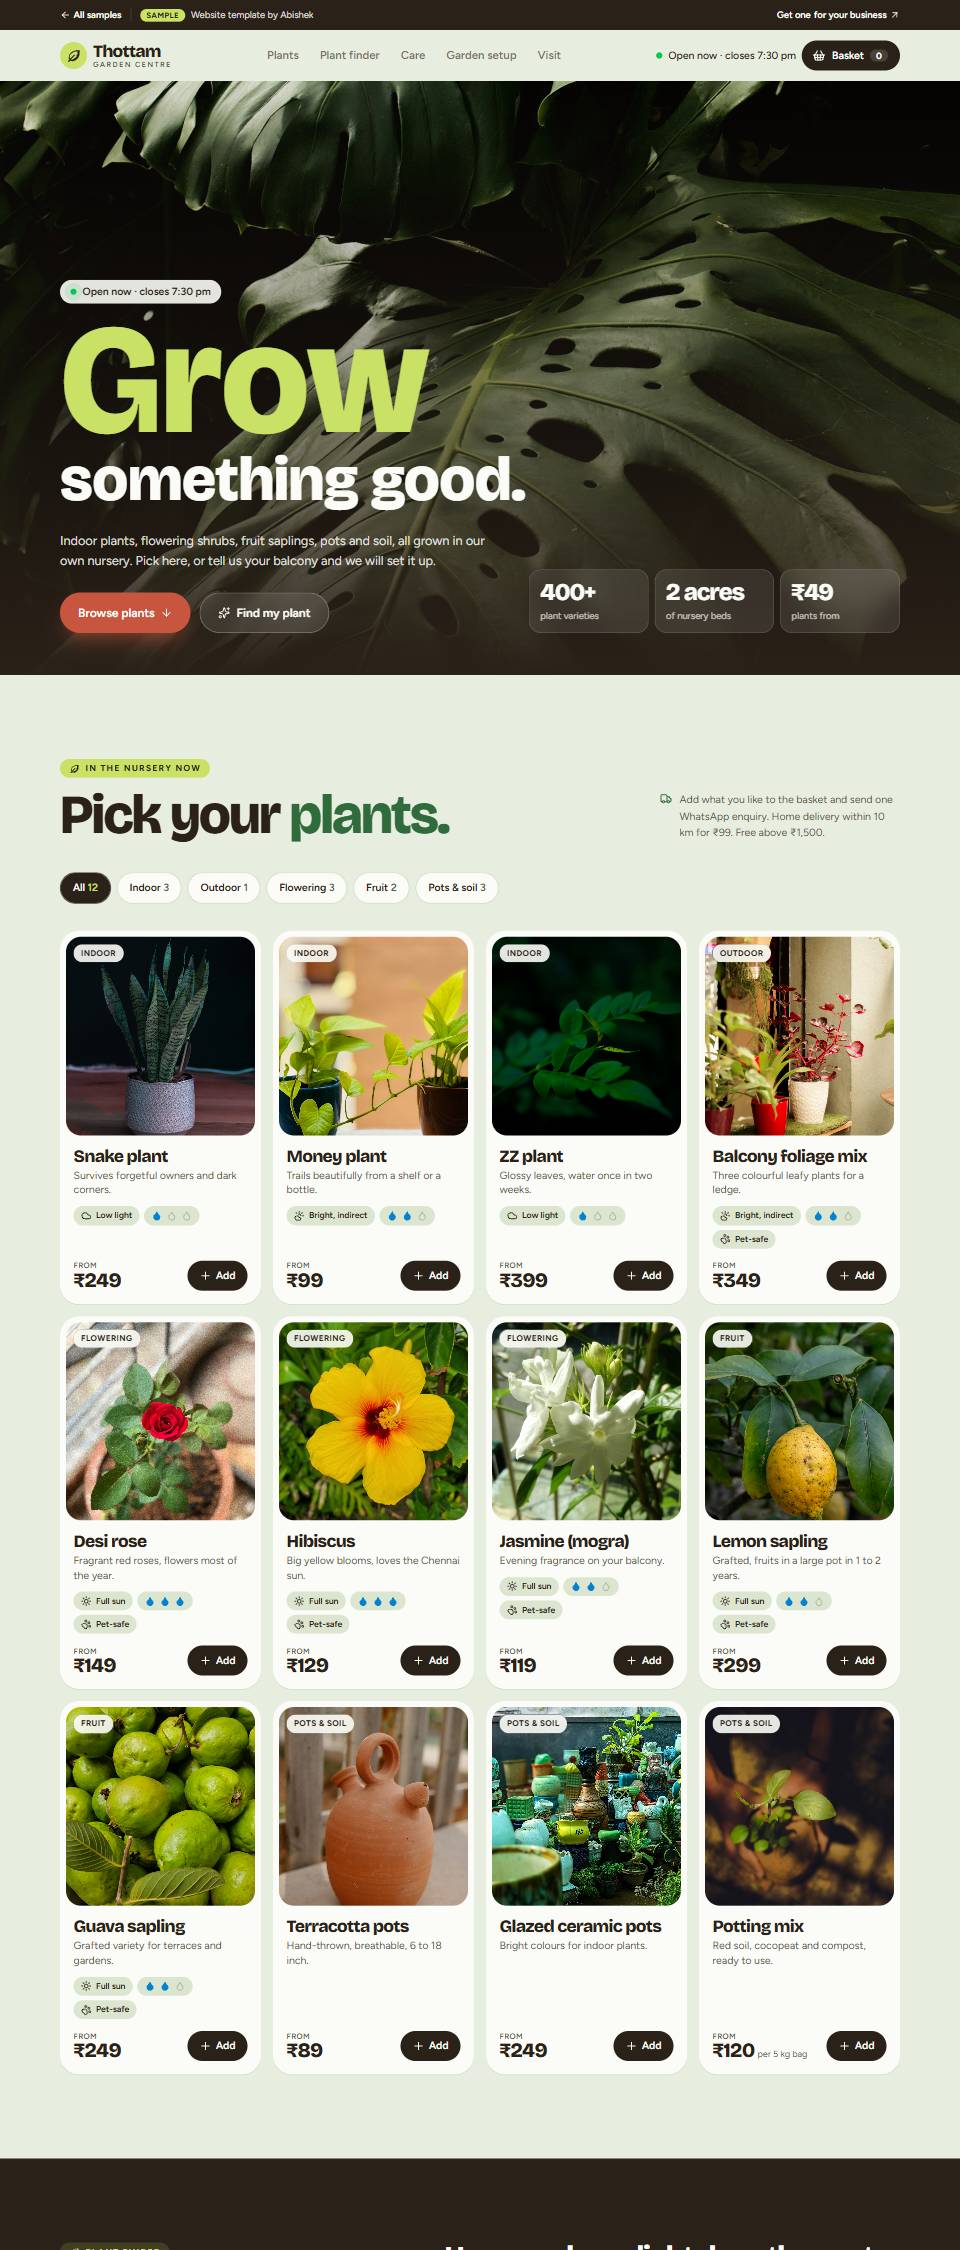 All samples
SAMPLE Website template by Abishek
Get one for your business
Thottam
GARDEN CENTRE
Plants Plant finder Care Garden setup Visit
Open now · closes 7:30 pm
Basket 0
Open now · closes 7:30 pm
Grow
something good.
Indoor plants, flowering shrubs, fruit saplings, pots and soil, all grown in our
own nursery. Pick here, or tell us your balcony and we will set it up.
Browse plants
Find my plant
400+
plant varieties
2 acres
of nursery beds
₹49
plants from
IN THE NURSERY NOW
Pick your plants.
Add what you like to the basket and send one
WhatsApp enquiry. Home delivery within 10
km for ₹99. Free above ₹1,500.
All 12
Indoor 3
Outdoor 1
Flowering 3
Fruit 2
Pots & soil 3
INDOOR
Snake plant
Survives forgetful owners and dark
corners.
Low light
FROM
₹249
Add
INDOOR
Money plant
Trails beautifully from a shelf or a
bottle.
Bright, indirect
FROM
₹99
Add
INDOOR
ZZ plant
Glossy leaves, water once in two
weeks.
Low light
FROM
₹399
Add
OUTDOOR
Balcony foliage mix
Three colourful leafy plants for a
ledge.
Bright, indirect
Pet-safe
FROM
₹349
Add
FLOWERING
Desi rose
Fragrant red roses, flowers most of
the year.
Full sun
Pet-safe
FROM
₹149
Add
FLOWERING
Hibiscus
Big yellow blooms, loves the Chennai
sun.
Full sun
Pet-safe
FROM
₹129
Add
FLOWERING
Jasmine (mogra)
Evening fragrance on your balcony.
Full sun
Pet-safe
FROM
₹119
Add
FRUIT
Lemon sapling
Grafted, fruits in a large pot in 1 to 2
years.
Full sun
Pet-safe
FROM
₹299
Add
FRUIT
Guava sapling
Grafted variety for terraces and
gardens.
Full sun
Pet-safe
FROM
₹249
Add
POTS & SOIL
Terracotta pots
Hand-thrown, breathable, 6 to 18
inch.
FROM
₹89
Add
POTS & SOIL
Glazed ceramic pots
Bright colours for indoor plants.
FROM
₹249
Add
POTS & SOIL
Potting mix
Red soil, cocopeat and compost,
ready to use.
FROM
₹120 per 5 kg bag
Add